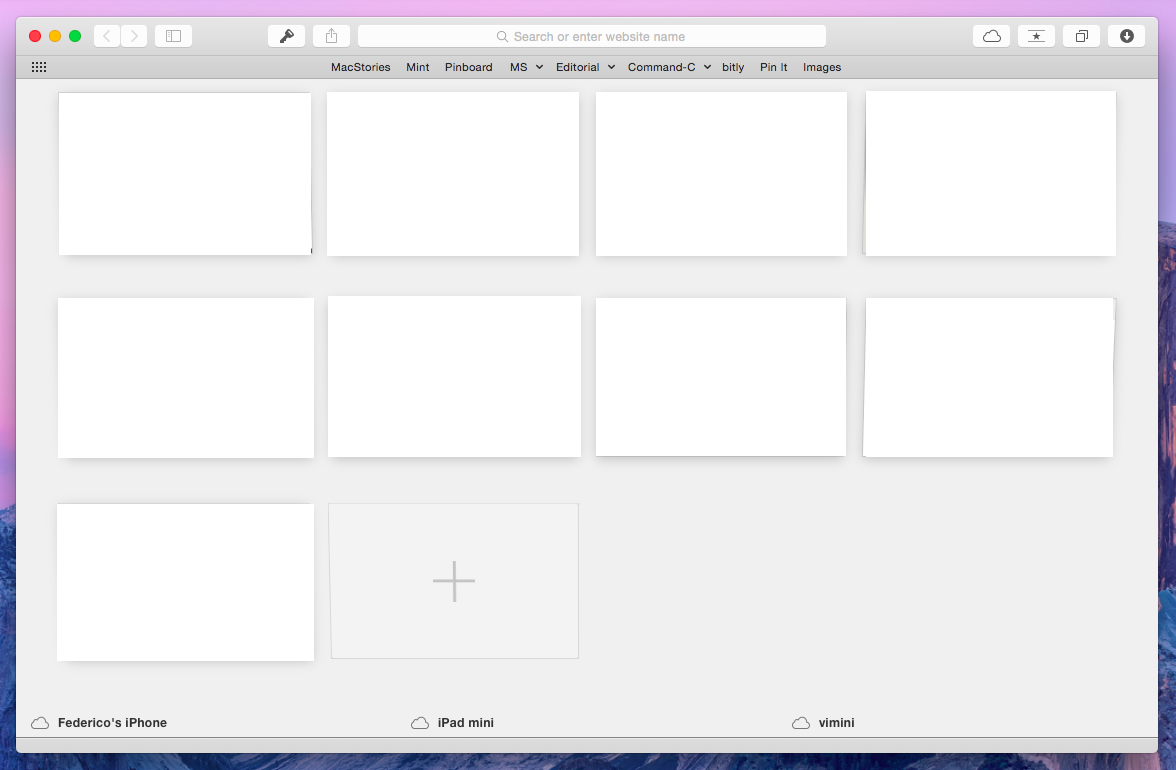 Search or enter website name
MacStories Mint Pinboard MS Editorial Command-C bitly Pin It Images
Federico's iPhone iPad mini vimini